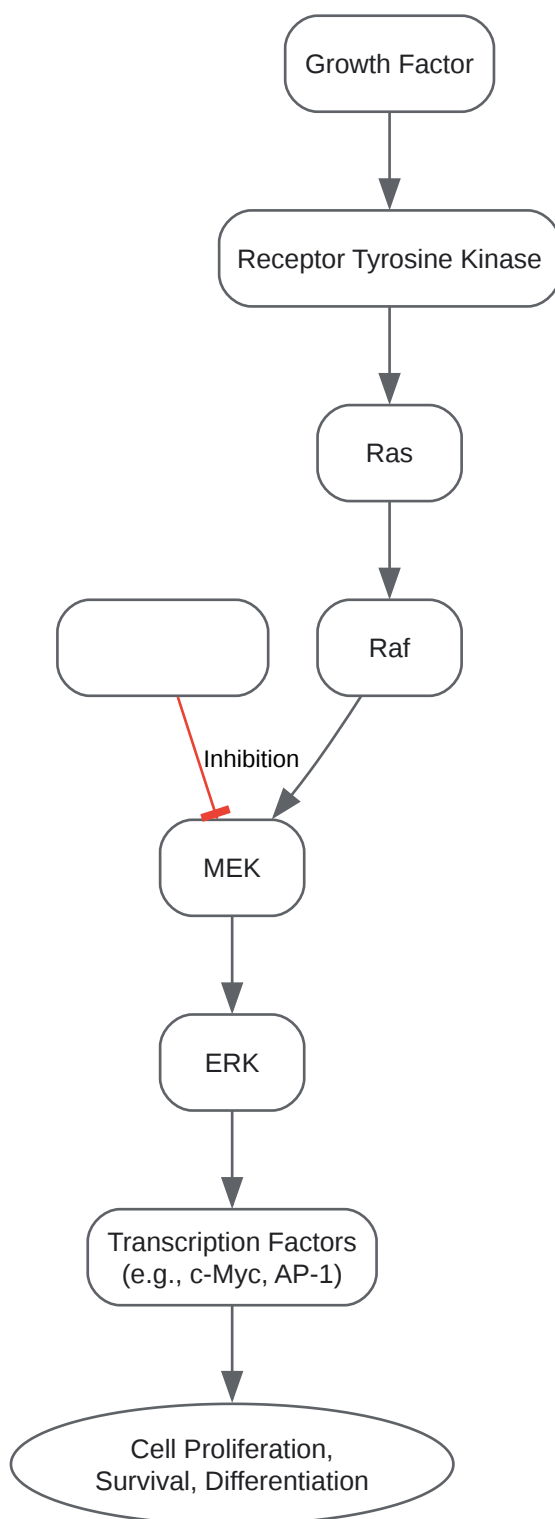 Growth Factor
Receptor Tyrosine Kinase
Ras
Raf
Inhibition
MEK
ERK
Transcription Factors
(e.g., c-Myc, AP-1)
Cell Proliferation,
Survival, Differentiation